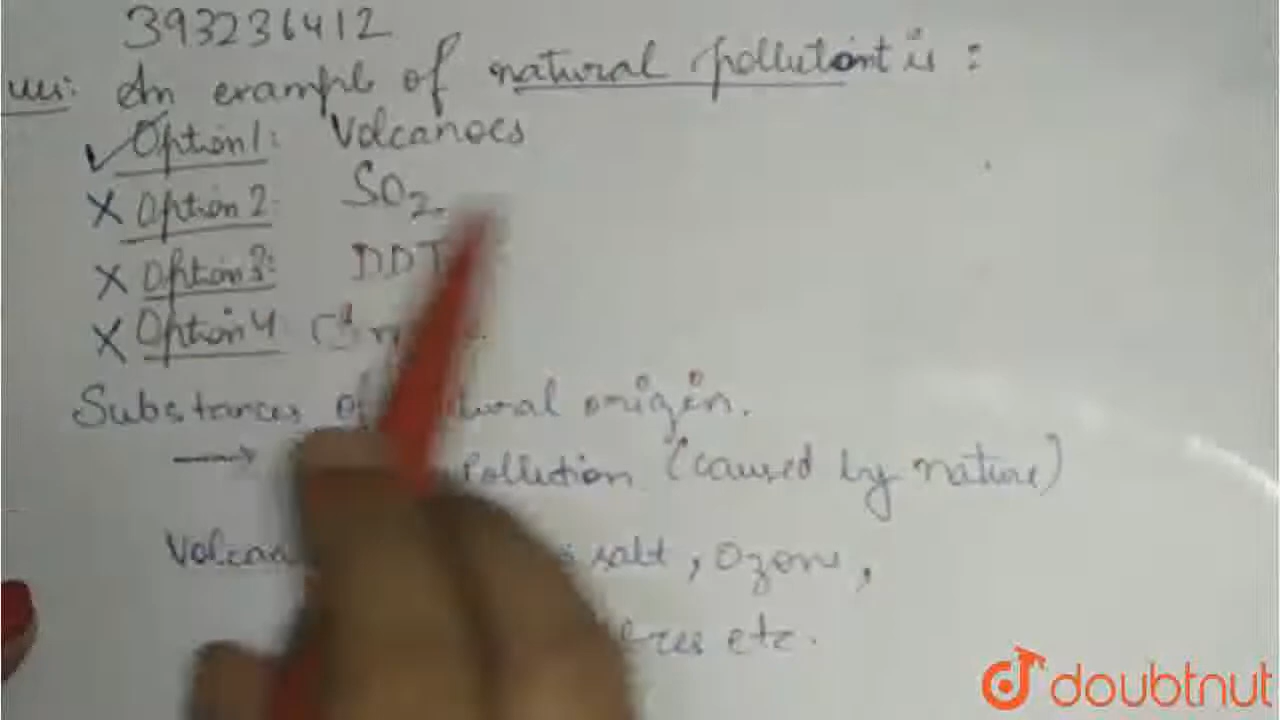 393236412
An example of natural pollutant is :
Option 1: Volcanoes
X Option 2: SO2
X Option 3: DDT
X Option 4:
Substances origin.
→ Pollution (caused by nature)
salt, Ozone,
etc.
doubtnut